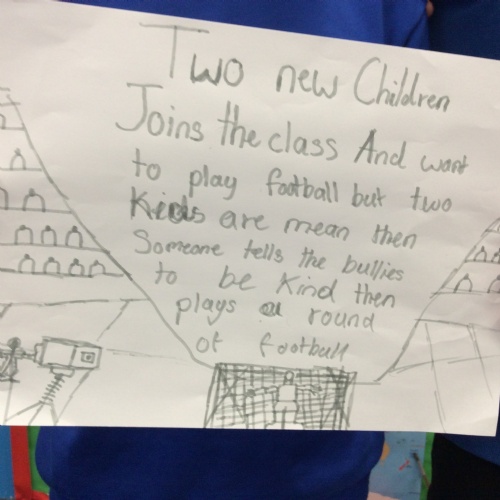 Two new Children
Joins the class And want
to play football but two
Kids are mean then
Someone tells the bullies
to be kind then
plays a round
of football